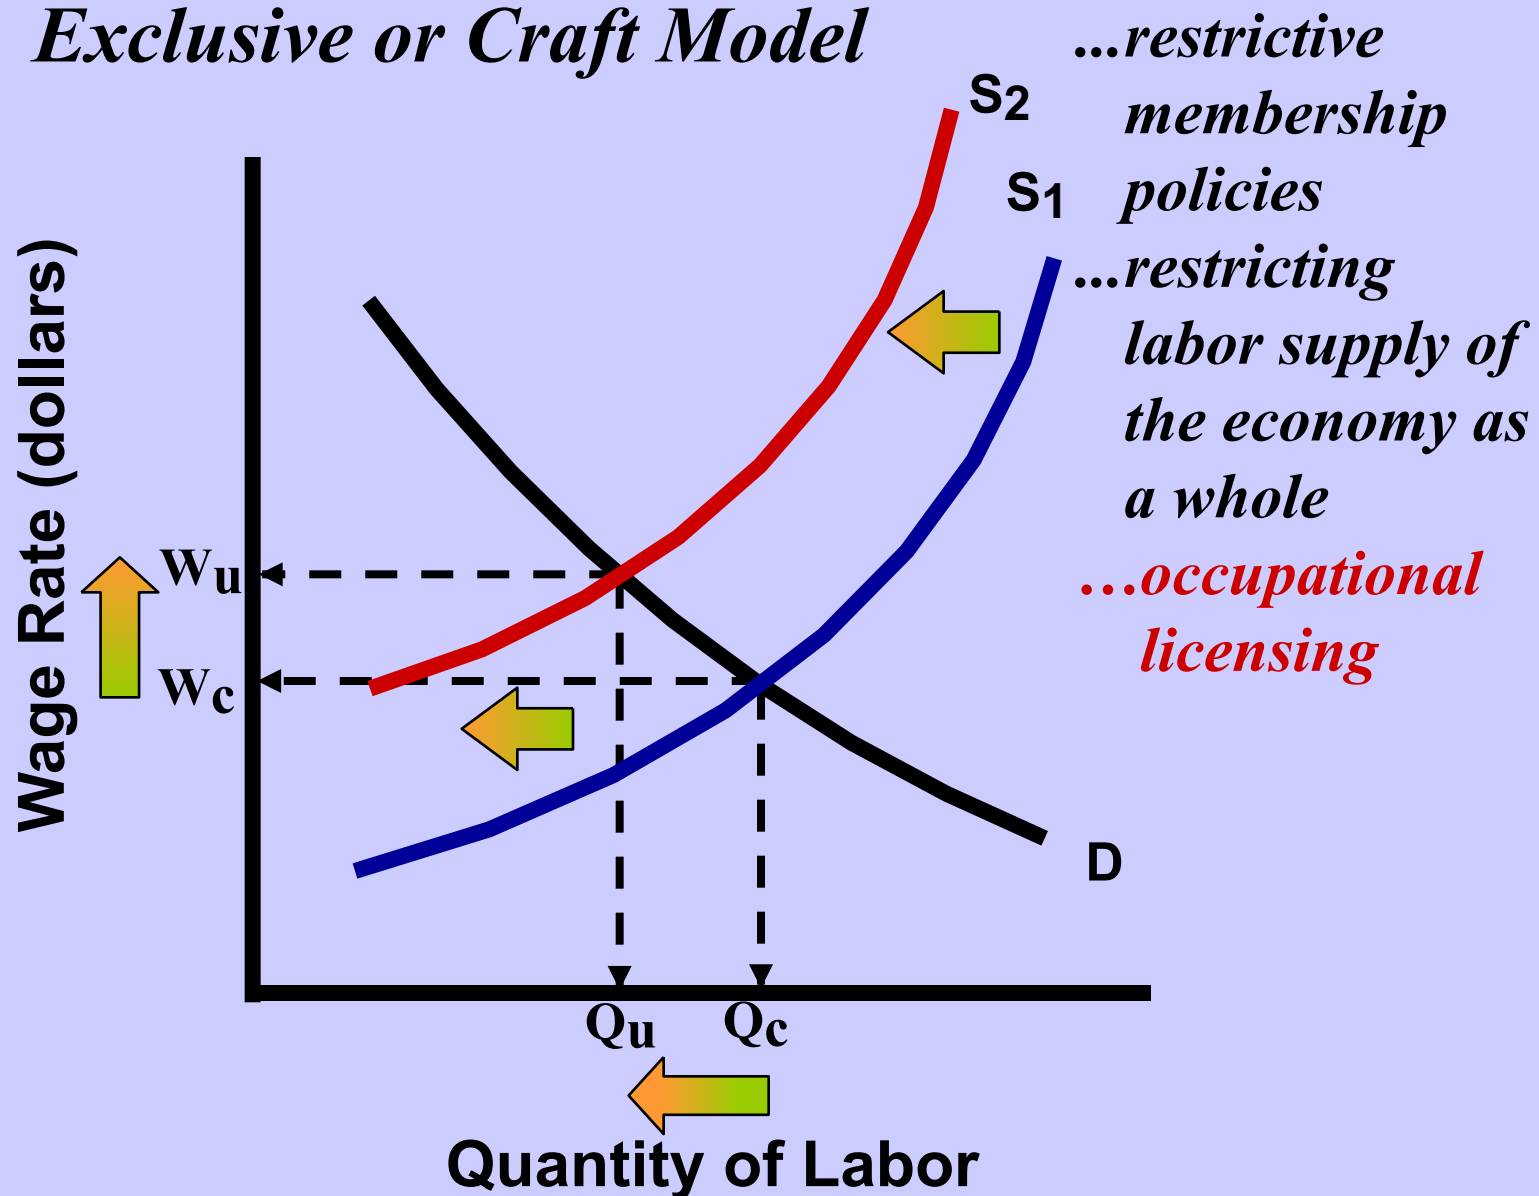 Exclusive or Craft Model
...restrictive
membership
policies
...restricting
labor supply of
the economy as
a whole
...occupational
licensing
S2
S1
D
Wage Rate (dollars)
Wu
Wc
Qu Qc
Quantity of Labor